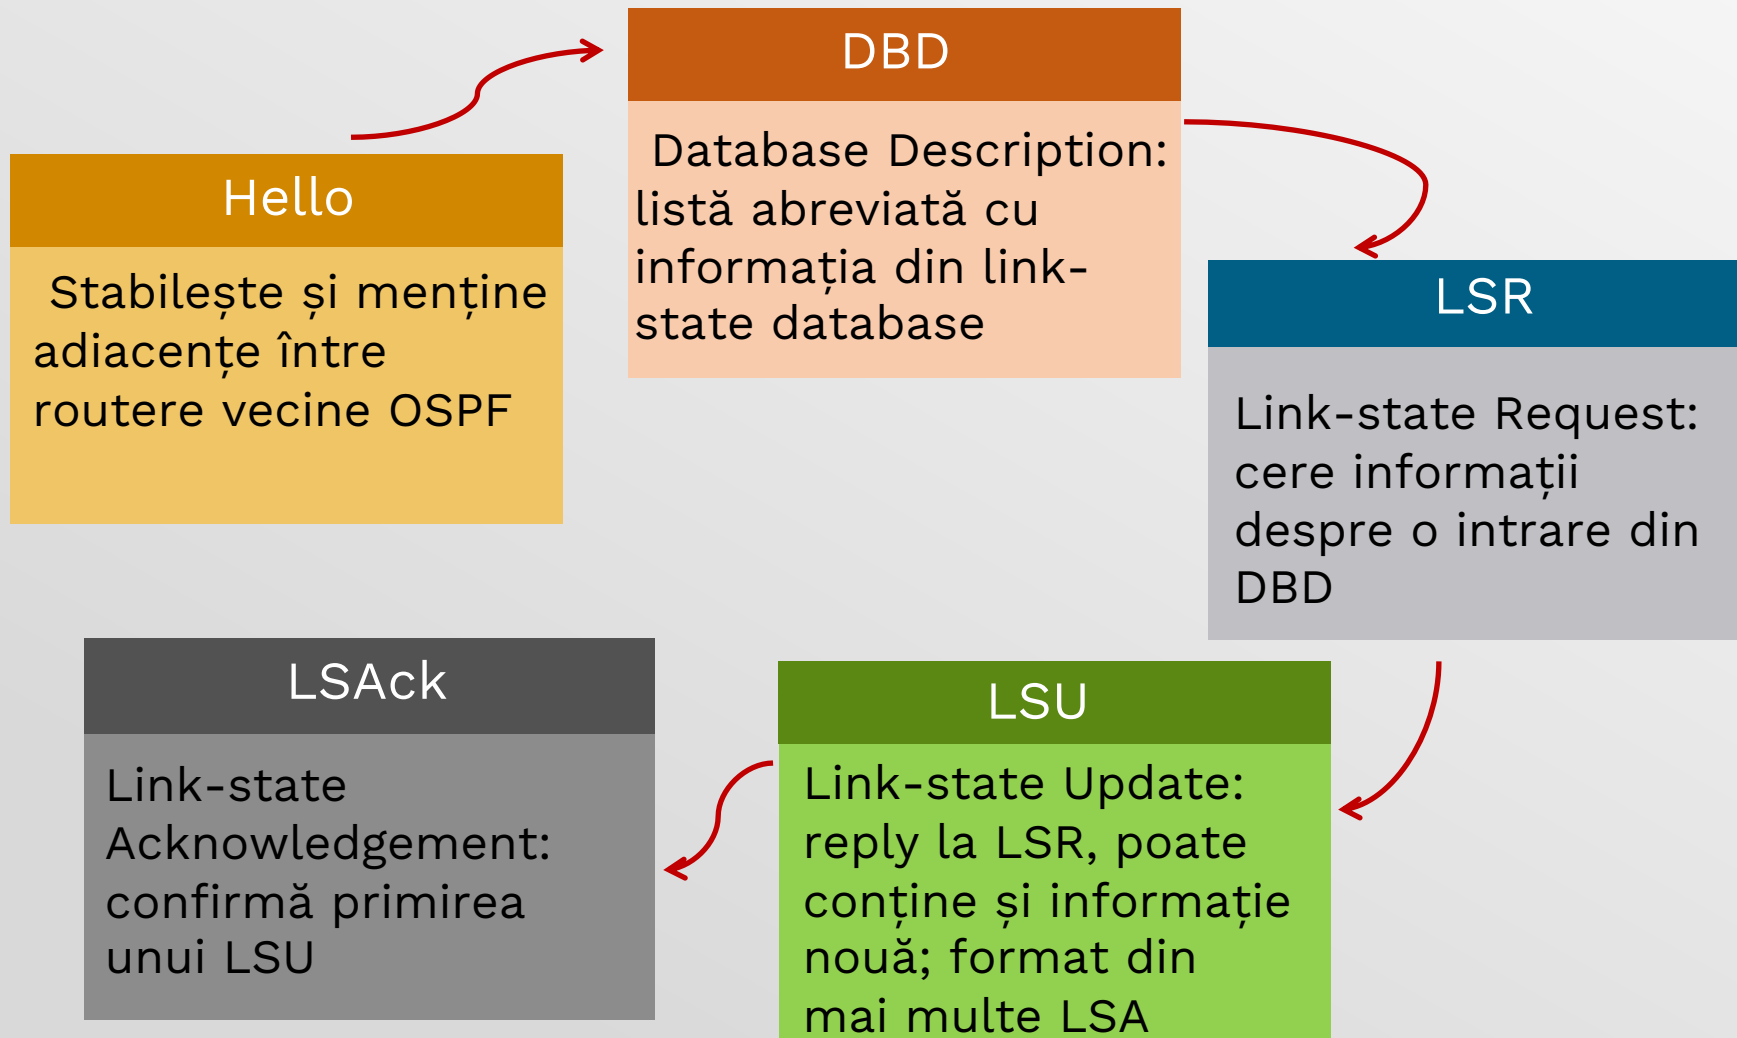 Hello
Stabilește și menține
adiacențe între
routere vecine OSPF
DBD
Database Description:
listă abreviată cu
informația din link-
state database
LSR
Link-state Request:
cere informații
despre o intrare din
DBD
LSU
Link-state Update:
reply la LSR, poate
conține și informație
nouă; format din
mai multe LSA
LSAck
Link-state
Acknowledgement:
confirmă primirea
unui LSU